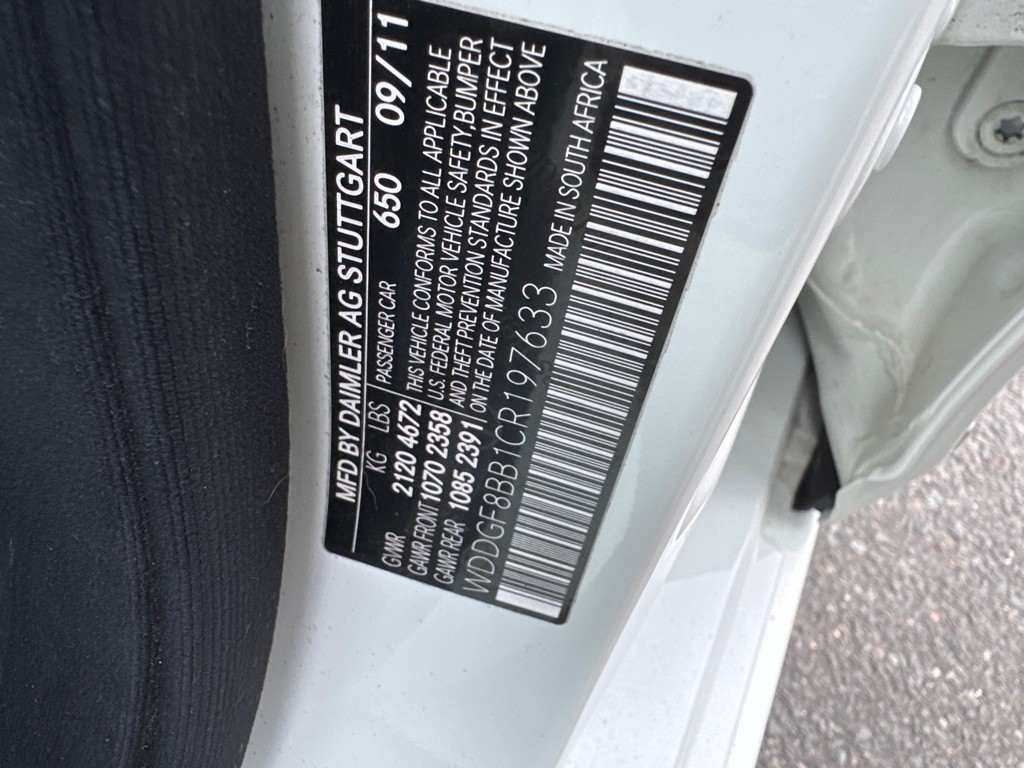 MFD BY DAIMLER AG STUTTGART
KG LBS PASSENGER CAR 650 09/11
GVWR 2120 4672 THIS VEHICLE CONFORMS TO ALL APPLICABLE
GAWR FRONT 1070 2358 U.S. FEDERAL MOTOR VEHICLE SAFETY, BUMPER
GAWR REAR 1085 2391 AND THEFT PREVENTION STANDARDS IN EFFECT
ON THE DATE OF MANUFACTURE SHOWN ABOVE
WDDGF8BB1CR197633 MADE IN SOUTH AFRICA